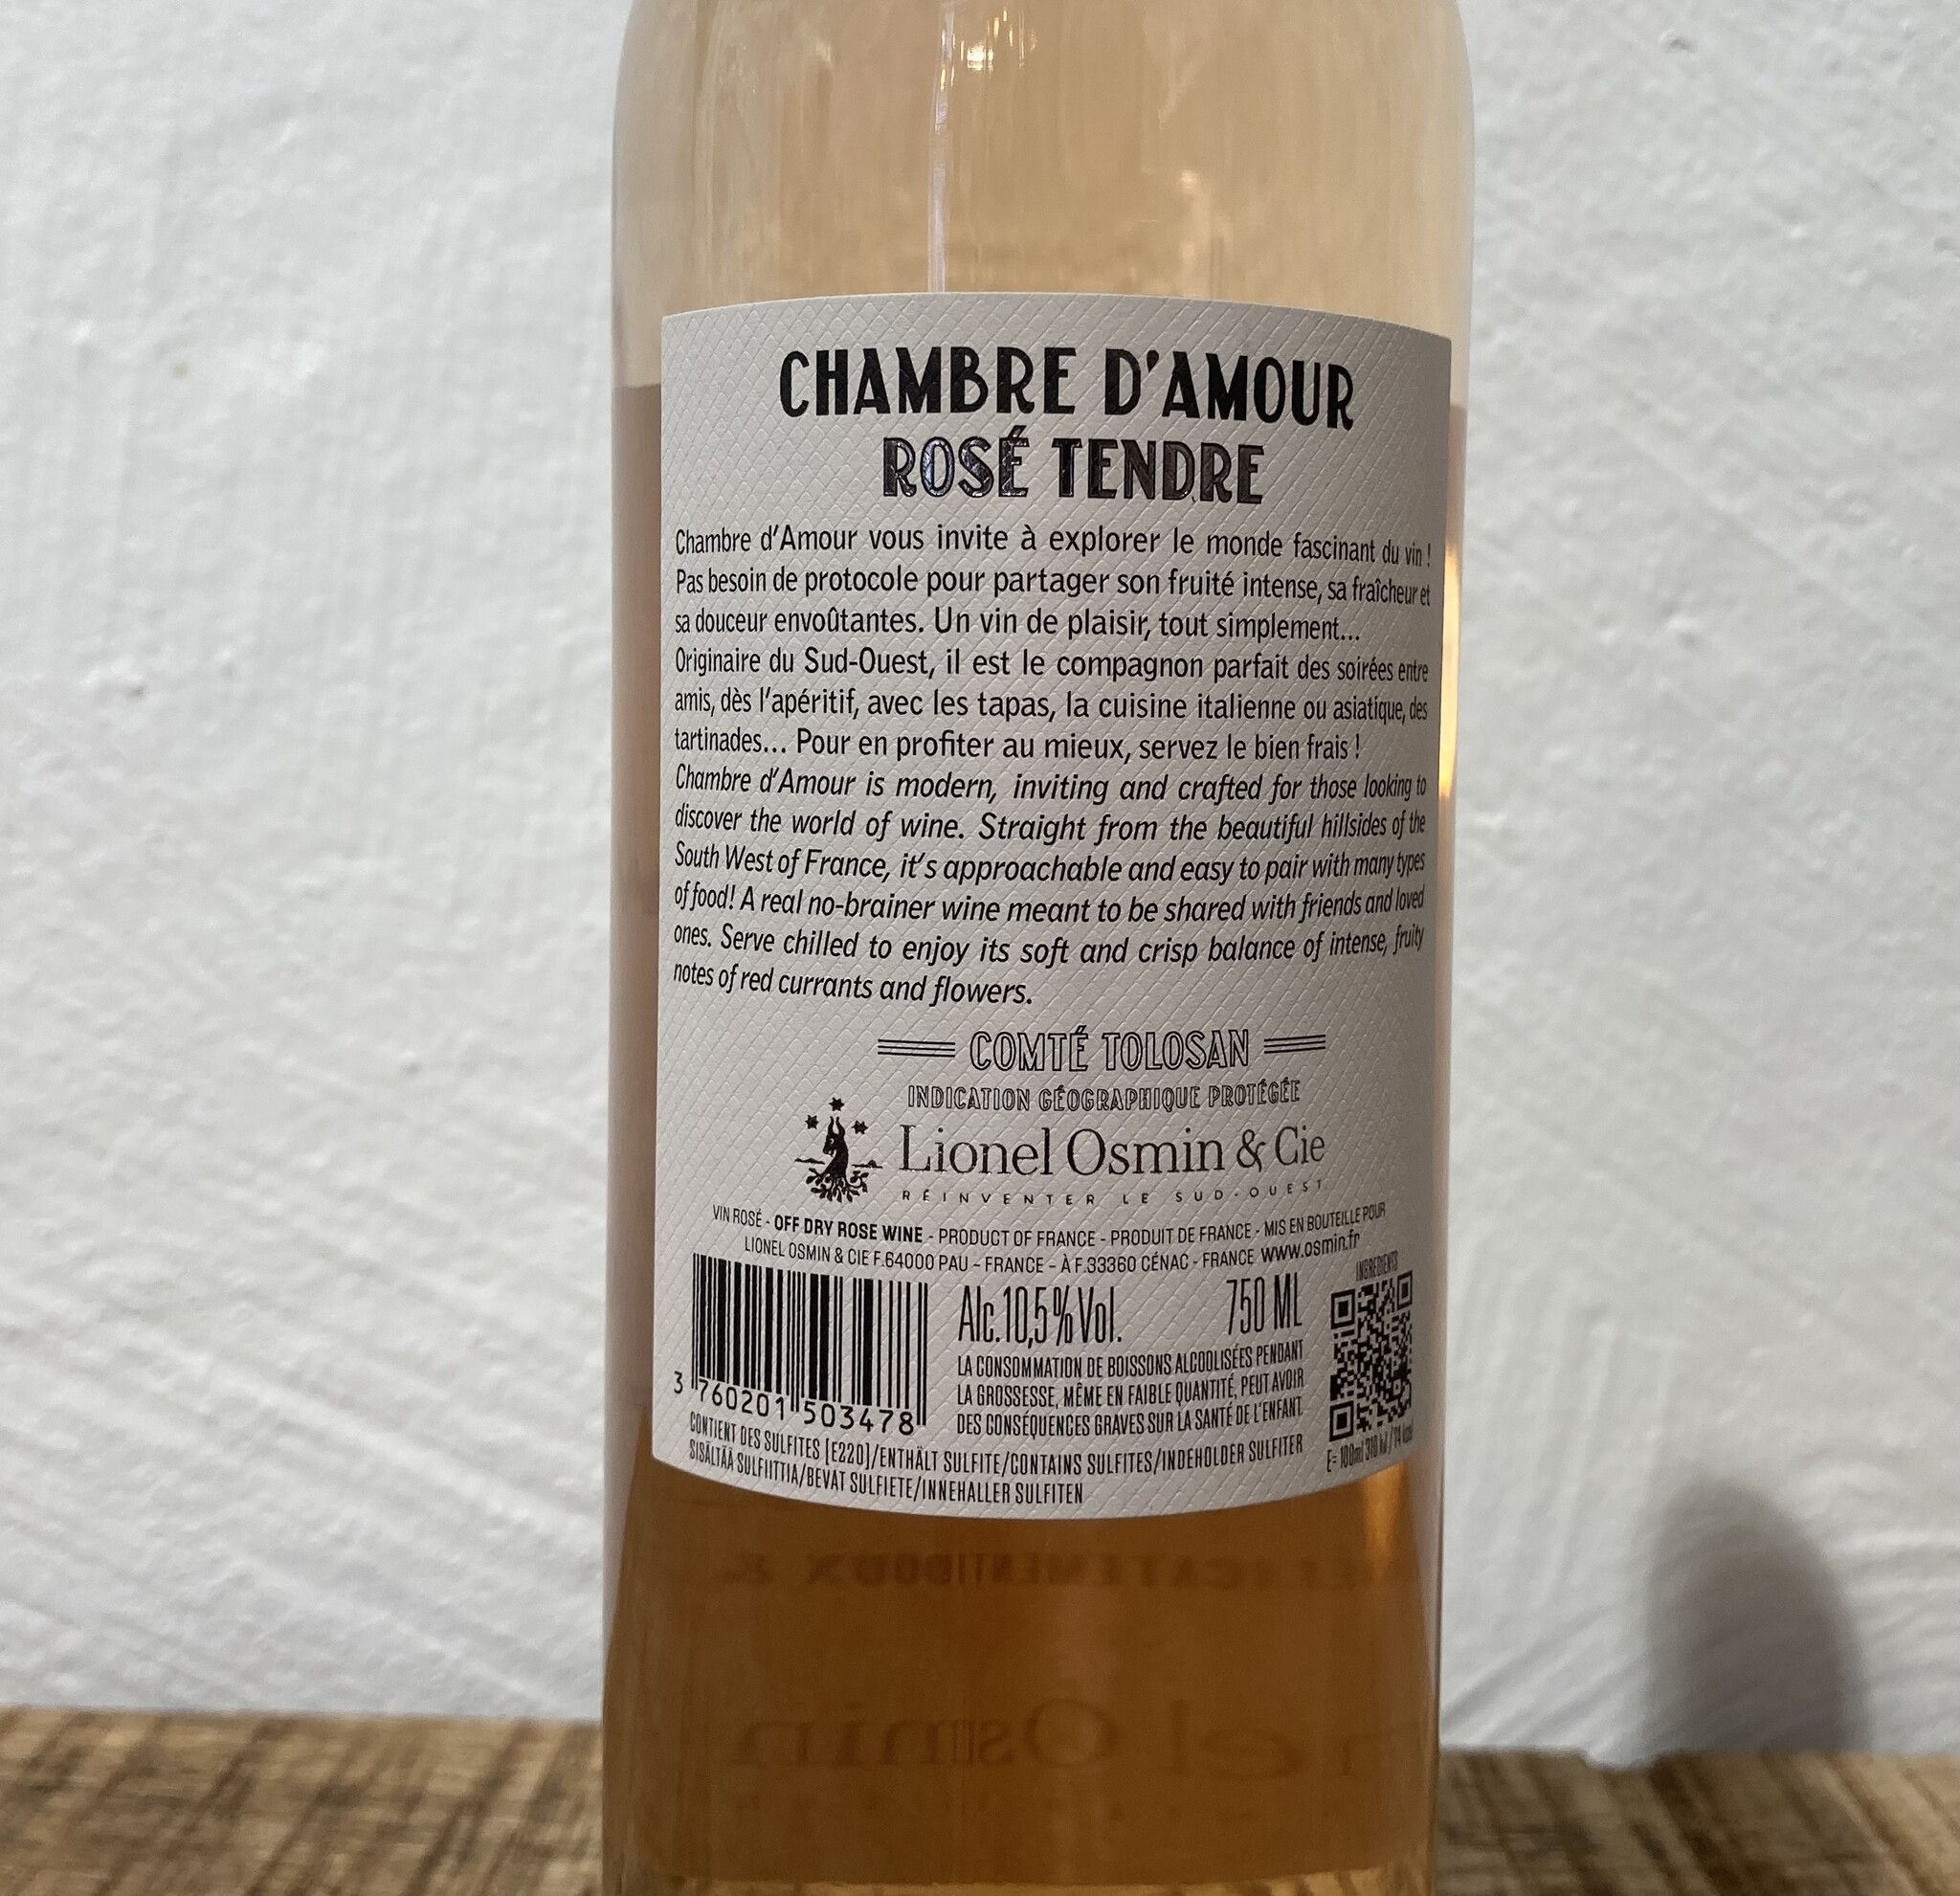 CHAMBRE D'AMOUR
ROSÉ TENDRE
Chambre d'Amour vous invite à explorer le monde fascinant du vin !
Pas besoin de protocole pour partager son fruité intense, sa fraîcheur et
sa douceur envoûtantes. Un vin de plaisir, tout simplement...
Originaire du Sud-Ouest, il est le compagnon parfait des soirées entre
amis, dès l'apéritif, avec les tapas, la cuisine italienne ou asiatique, des
tartinades... Pour en profiter au mieux, servez le bien frais !
Chambre d'Amour is modern, inviting and crafted for those looking to
discover the world of wine. Straight from the beautiful hillsides of the
South West of France, it's approachable and easy to pair with many types
of food! A real no-brainer wine meant to be shared with friends and loved
ones. Serve chilled to enjoy its soft and crisp balance of intense, fruity
notes of red currants and flowers.
COMTÉ TOLOSAN
INDICATION GÉOGRAPHIQUE PROTÉGÉE
Lionel Osmin & Cie
RÉINVENTER LE SUD-OUEST
VIN ROSÉ - OFF DRY ROSE WINE - PRODUCT OF FRANCE - PRODUIT DE FRANCE - MIS EN BOUTEILLE POUR
LIONEL OSMIN & CIE F.64000 PAU - FRANCE - À F.33360 CÉNAC - FRANCE www.osmin.fr
INGREDIENTS
Alc.10,5%Vol. 750 ML
LA CONSOMMATION DE BOISSONS ALCOOLISÉES PENDANT
LA GROSSESSE, MÊME EN FAIBLE QUANTITÉ, PEUT AVOIR
DES CONSÉQUENCES GRAVES SUR LA SANTÉ DE L'ENFANT.
3 760201 503478
E= 100ml 310 kJ / 74 kcal
CONTIENT DES SULFITES [E220]/ENTHÄLT SULFITE/CONTAINS SULFITES/INDEHOLDER SULFITER
SISÄLTÄÄ SULFIITTIA/BEVAT SULFIETE/INNEHALLER SULFITEN
Osmin